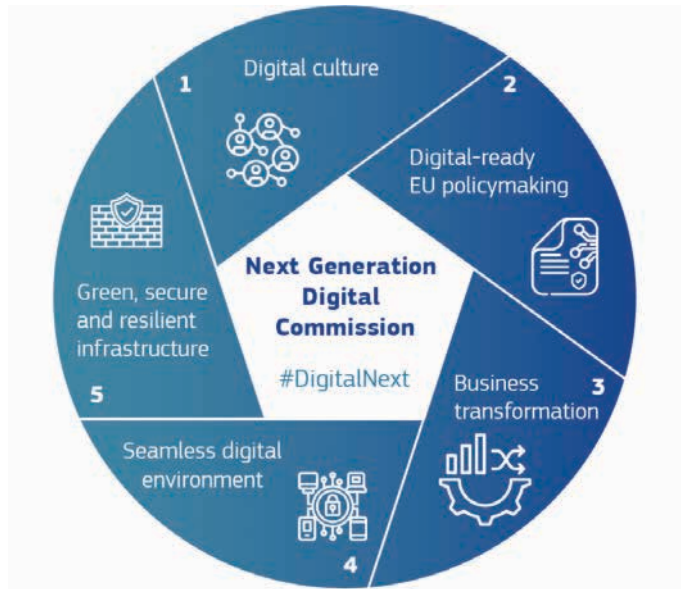 1
Digital culture
2
Digital-ready
EU policymaking
3
Business
transformation
4
Seamless digital
environment
5
Green, secure
and resilient
infrastructure
Next Generation
Digital
Commission
#DigitalNext